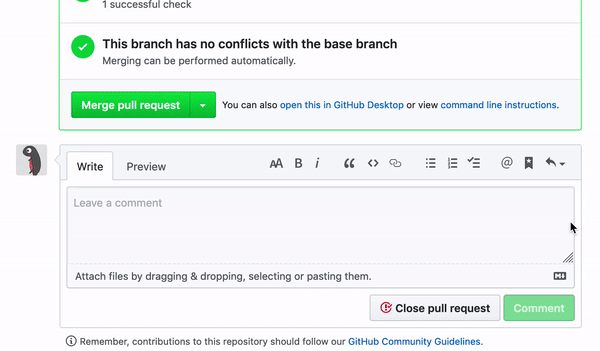 1 successful check
This branch has no conflicts with the base branch
Merging can be performed automatically.
Merge pull request You can also open this in GitHub Desktop or view command line instructions.
Write Preview AA B i @
Leave a comment
Attach files by dragging & dropping, selecting or pasting them.
Close pull request Comment
Remember, contributions to this repository should follow our GitHub Community Guidelines.